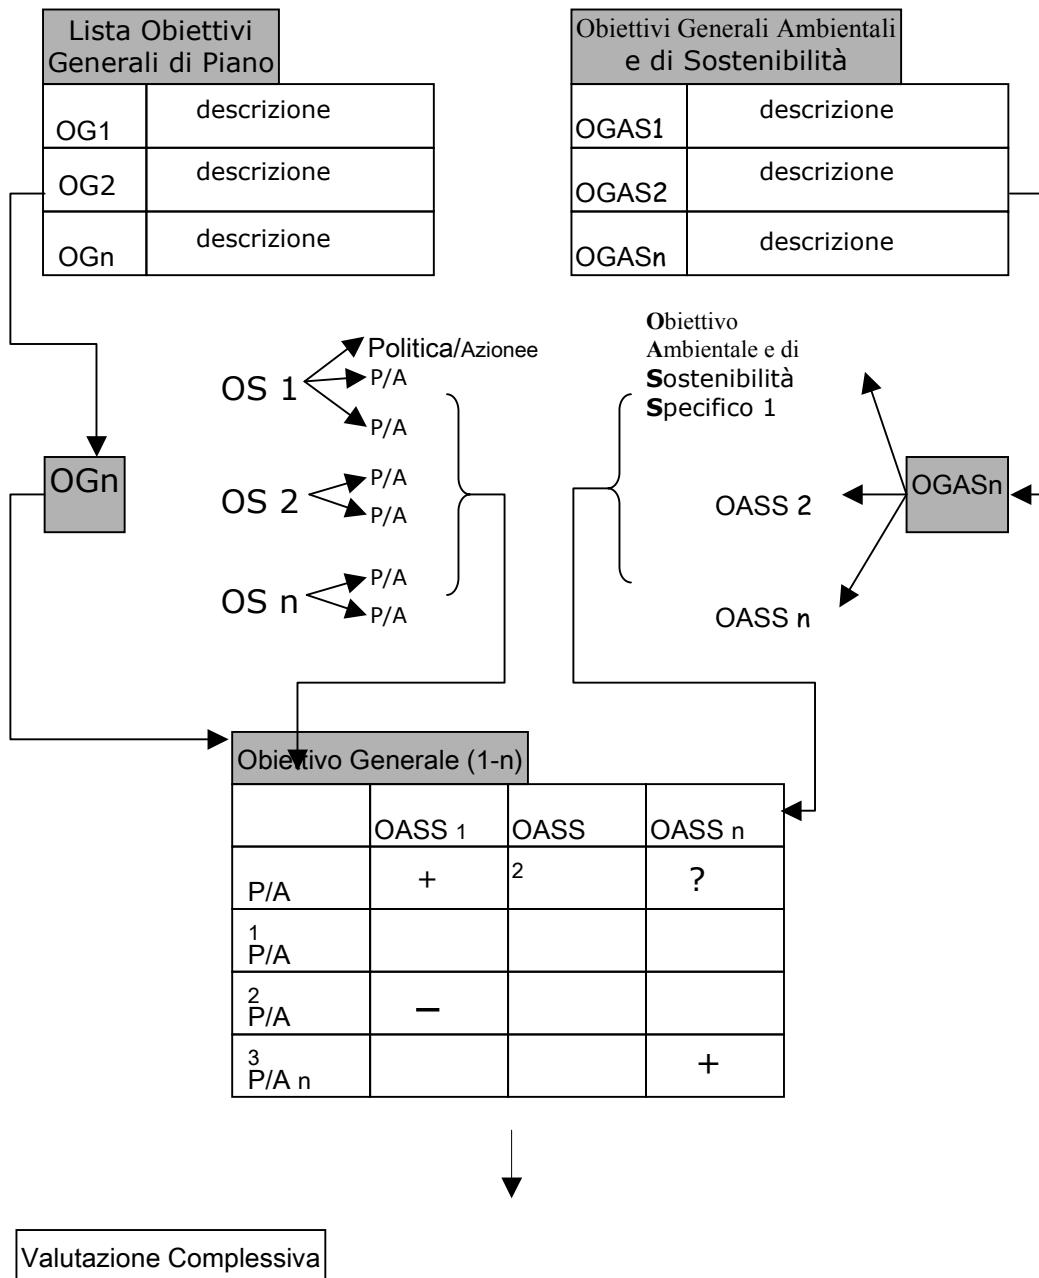 Lista Obiettivi
Generali di Piano
OG1 descrizione
OG2 descrizione
OGn descrizione
Obiettivi Generali Ambientali
e di Sostenibilità
OGAS1 descrizione
OGAS2 descrizione
OGASn descrizione
OGn
OS 1
Politica/Azionee
P/A
P/A
OS 2
P/A
P/A
OS n
P/A
P/A
Obiettivo
Ambientale e di
Sostenibilità
Specifico 1
OASS 2
OASS n
OGASn
Obiettivo Generale (1-n)
OASS 1 OASS OASS n
P/A + 2 ?
1
P/A
2
P/A –
3
P/A n +
Valutazione Complessiva